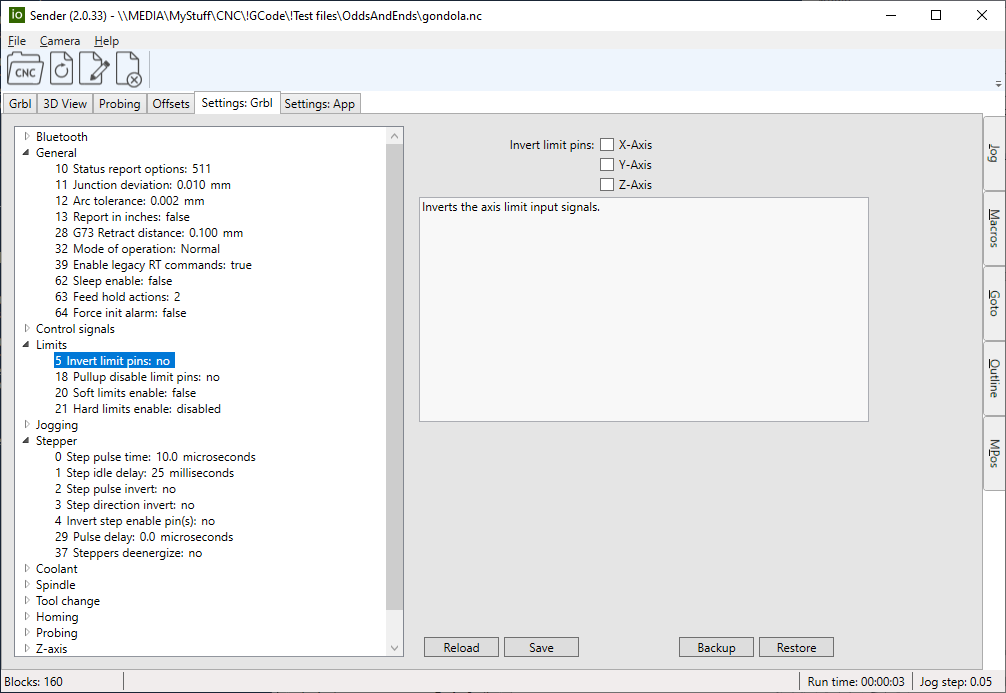 io Sender (2.0.33) - \\MEDIA\MyStuff\CNC\!GCode\!Test files\OddsAndEnds\gondola.nc
File Camera Help
CNC
Grbl 3D View Probing Offsets Settings: Grbl Settings: App
Bluetooth
General
10 Status report options: 511
11 Junction deviation: 0.010 mm
12 Arc tolerance: 0.002 mm
13 Report in inches: false
28 G73 Retract distance: 0.100 mm
32 Mode of operation: Normal
39 Enable legacy RT commands: true
62 Sleep enable: false
63 Feed hold actions: 2
64 Force init alarm: false
Control signals
Limits
5 Invert limit pins: no
18 Pullup disable limit pins: no
20 Soft limits enable: false
21 Hard limits enable: disabled
Jogging
Stepper
0 Step pulse time: 10.0 microseconds
1 Step idle delay: 25 milliseconds
2 Step pulse invert: no
3 Step direction invert: no
4 Invert step enable pin(s): no
29 Pulse delay: 0.0 microseconds
37 Steppers deenergize: no
Coolant
Spindle
Tool change
Homing
Probing
Z-axis
Invert limit pins: X-Axis
Y-Axis
Z-Axis
Inverts the axis limit input signals.
Reload Save Backup Restore
Jog
Macros
Goto
Outline
MPos
Blocks: 160 Run time: 00:00:03 Jog step: 0.05